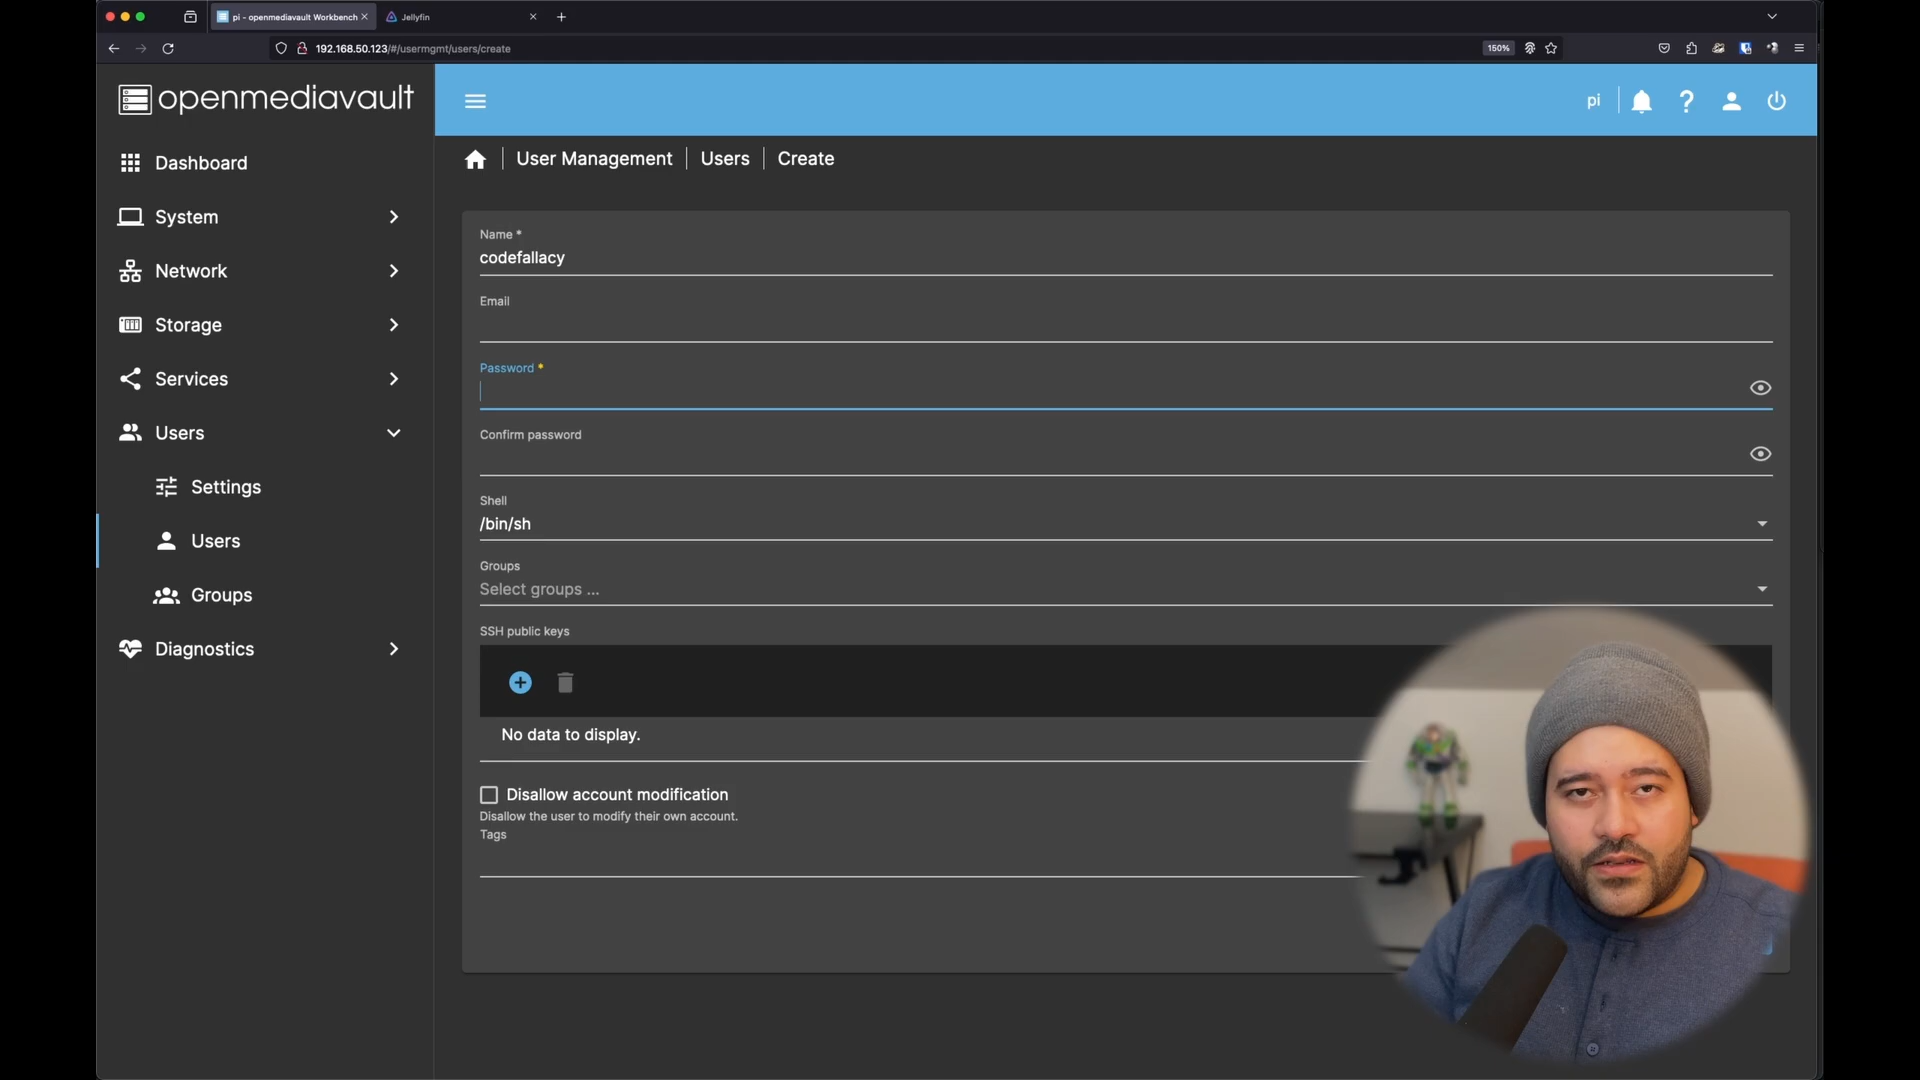 pi - openmediavault Workbench
Jellyfin
192.168.50.123/#/usermgmt/users/create
150%
openmediavault
pi
User Management
Users
Create
Dashboard
System
Network
Storage
Services
Users
Settings
Users
Groups
Diagnostics
Name *
codefallacy
Email
Password *
Confirm password
Shell
/bin/sh
Groups
Select groups ...
SSH public keys
No data to display.
Disallow account modification
Disallow the user to modify their own account.
Tags